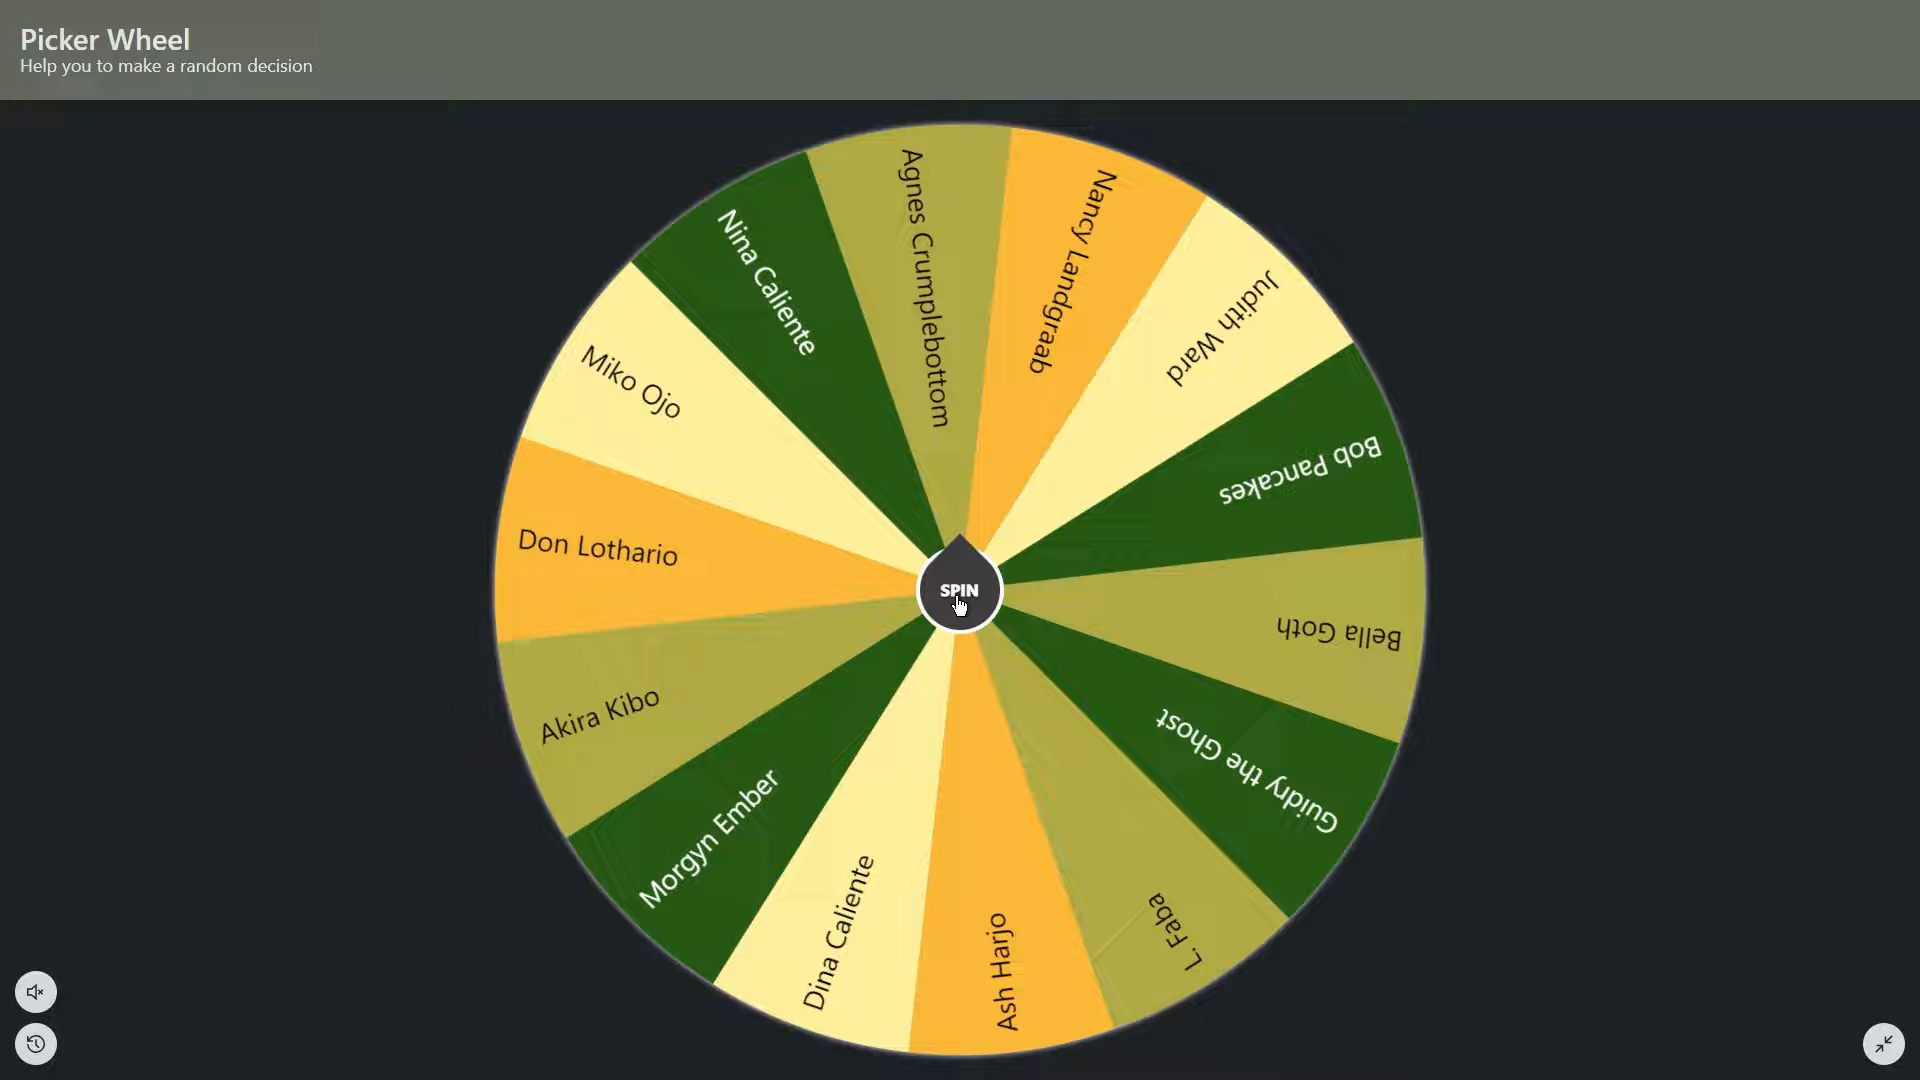 Picker Wheel
Help you to make a random decision
Agnes Crumplebottom
Nancy Landgraab
Judith Ward
Bob Pancakes
Bella Goth
Guidry the Ghost
L. Faba
Ash Harjo
Dina Caliente
Morgyn Ember
Akira Kibo
Don Lothario
Miko Ojo
Nina Caliente
SPIN